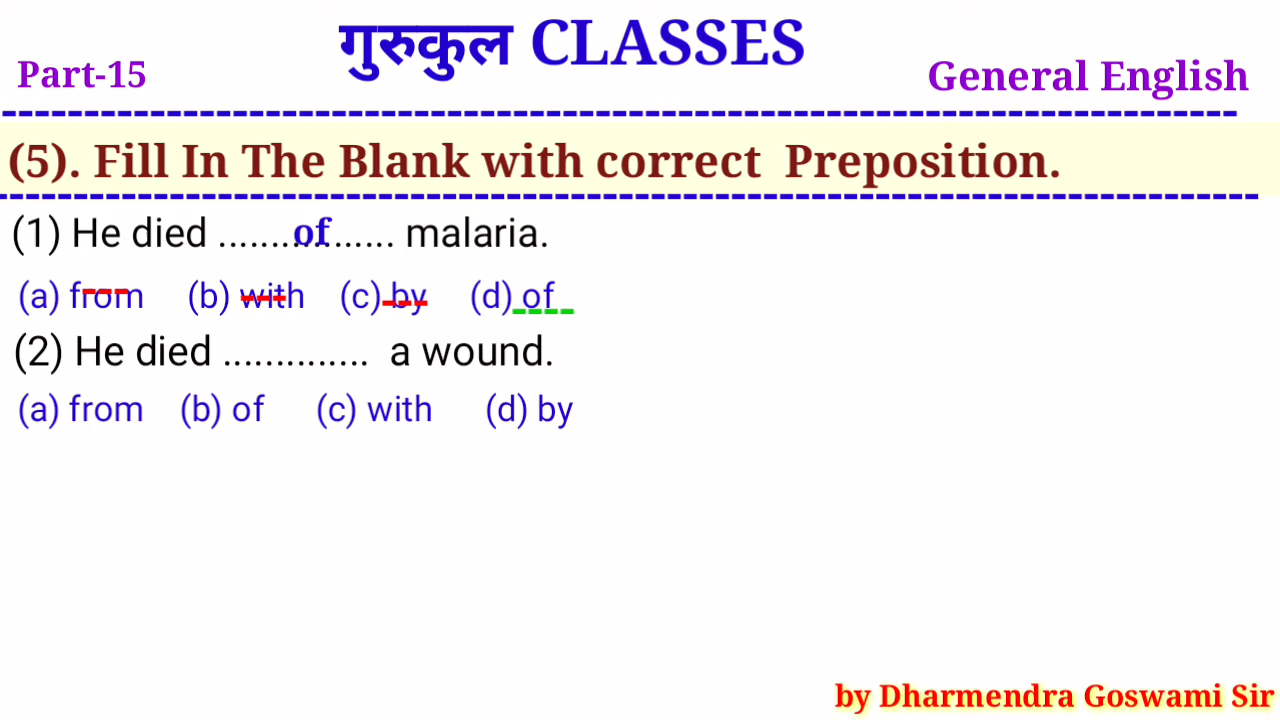 गुरुकुल CLASSES
Part-15
General English
(5). Fill In The Blank with correct Preposition.
(1) He died .......of...... malaria.
(a) from (b) with (c) by (d) of
(2) He died .............. a wound.
(a) from (b) of (c) with (d) by
by Dharmendra Goswami Sir